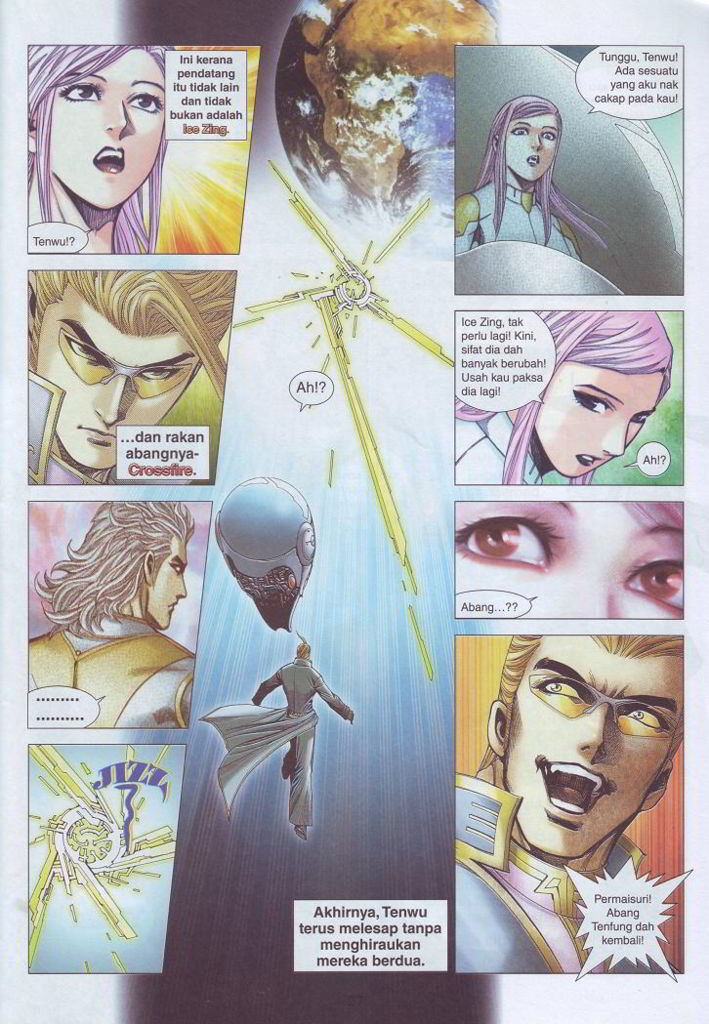 Ini kerana
pendatang
itu tidak lain
dan tidak
bukan adalah
Ice Zing.
Tenwu!?
…dan rakan
abangnya-
Crossfire.
.........
..........
JIZZ
Ah!?
Akhirnya, Tenwu
terus melesap tanpa
menghiraukan
mereka berdua.
Tunggu, Tenwu!
Ada sesuatu
yang aku nak
cakap pada kau!
Ice Zing, tak
perlu lagi! Kini,
sifat dia dah
banyak berubah!
Usah kau paksa
dia lagi!
Ah!?
Abang…??
Permaisuri!
Abang
Tenfung dah
kembali!